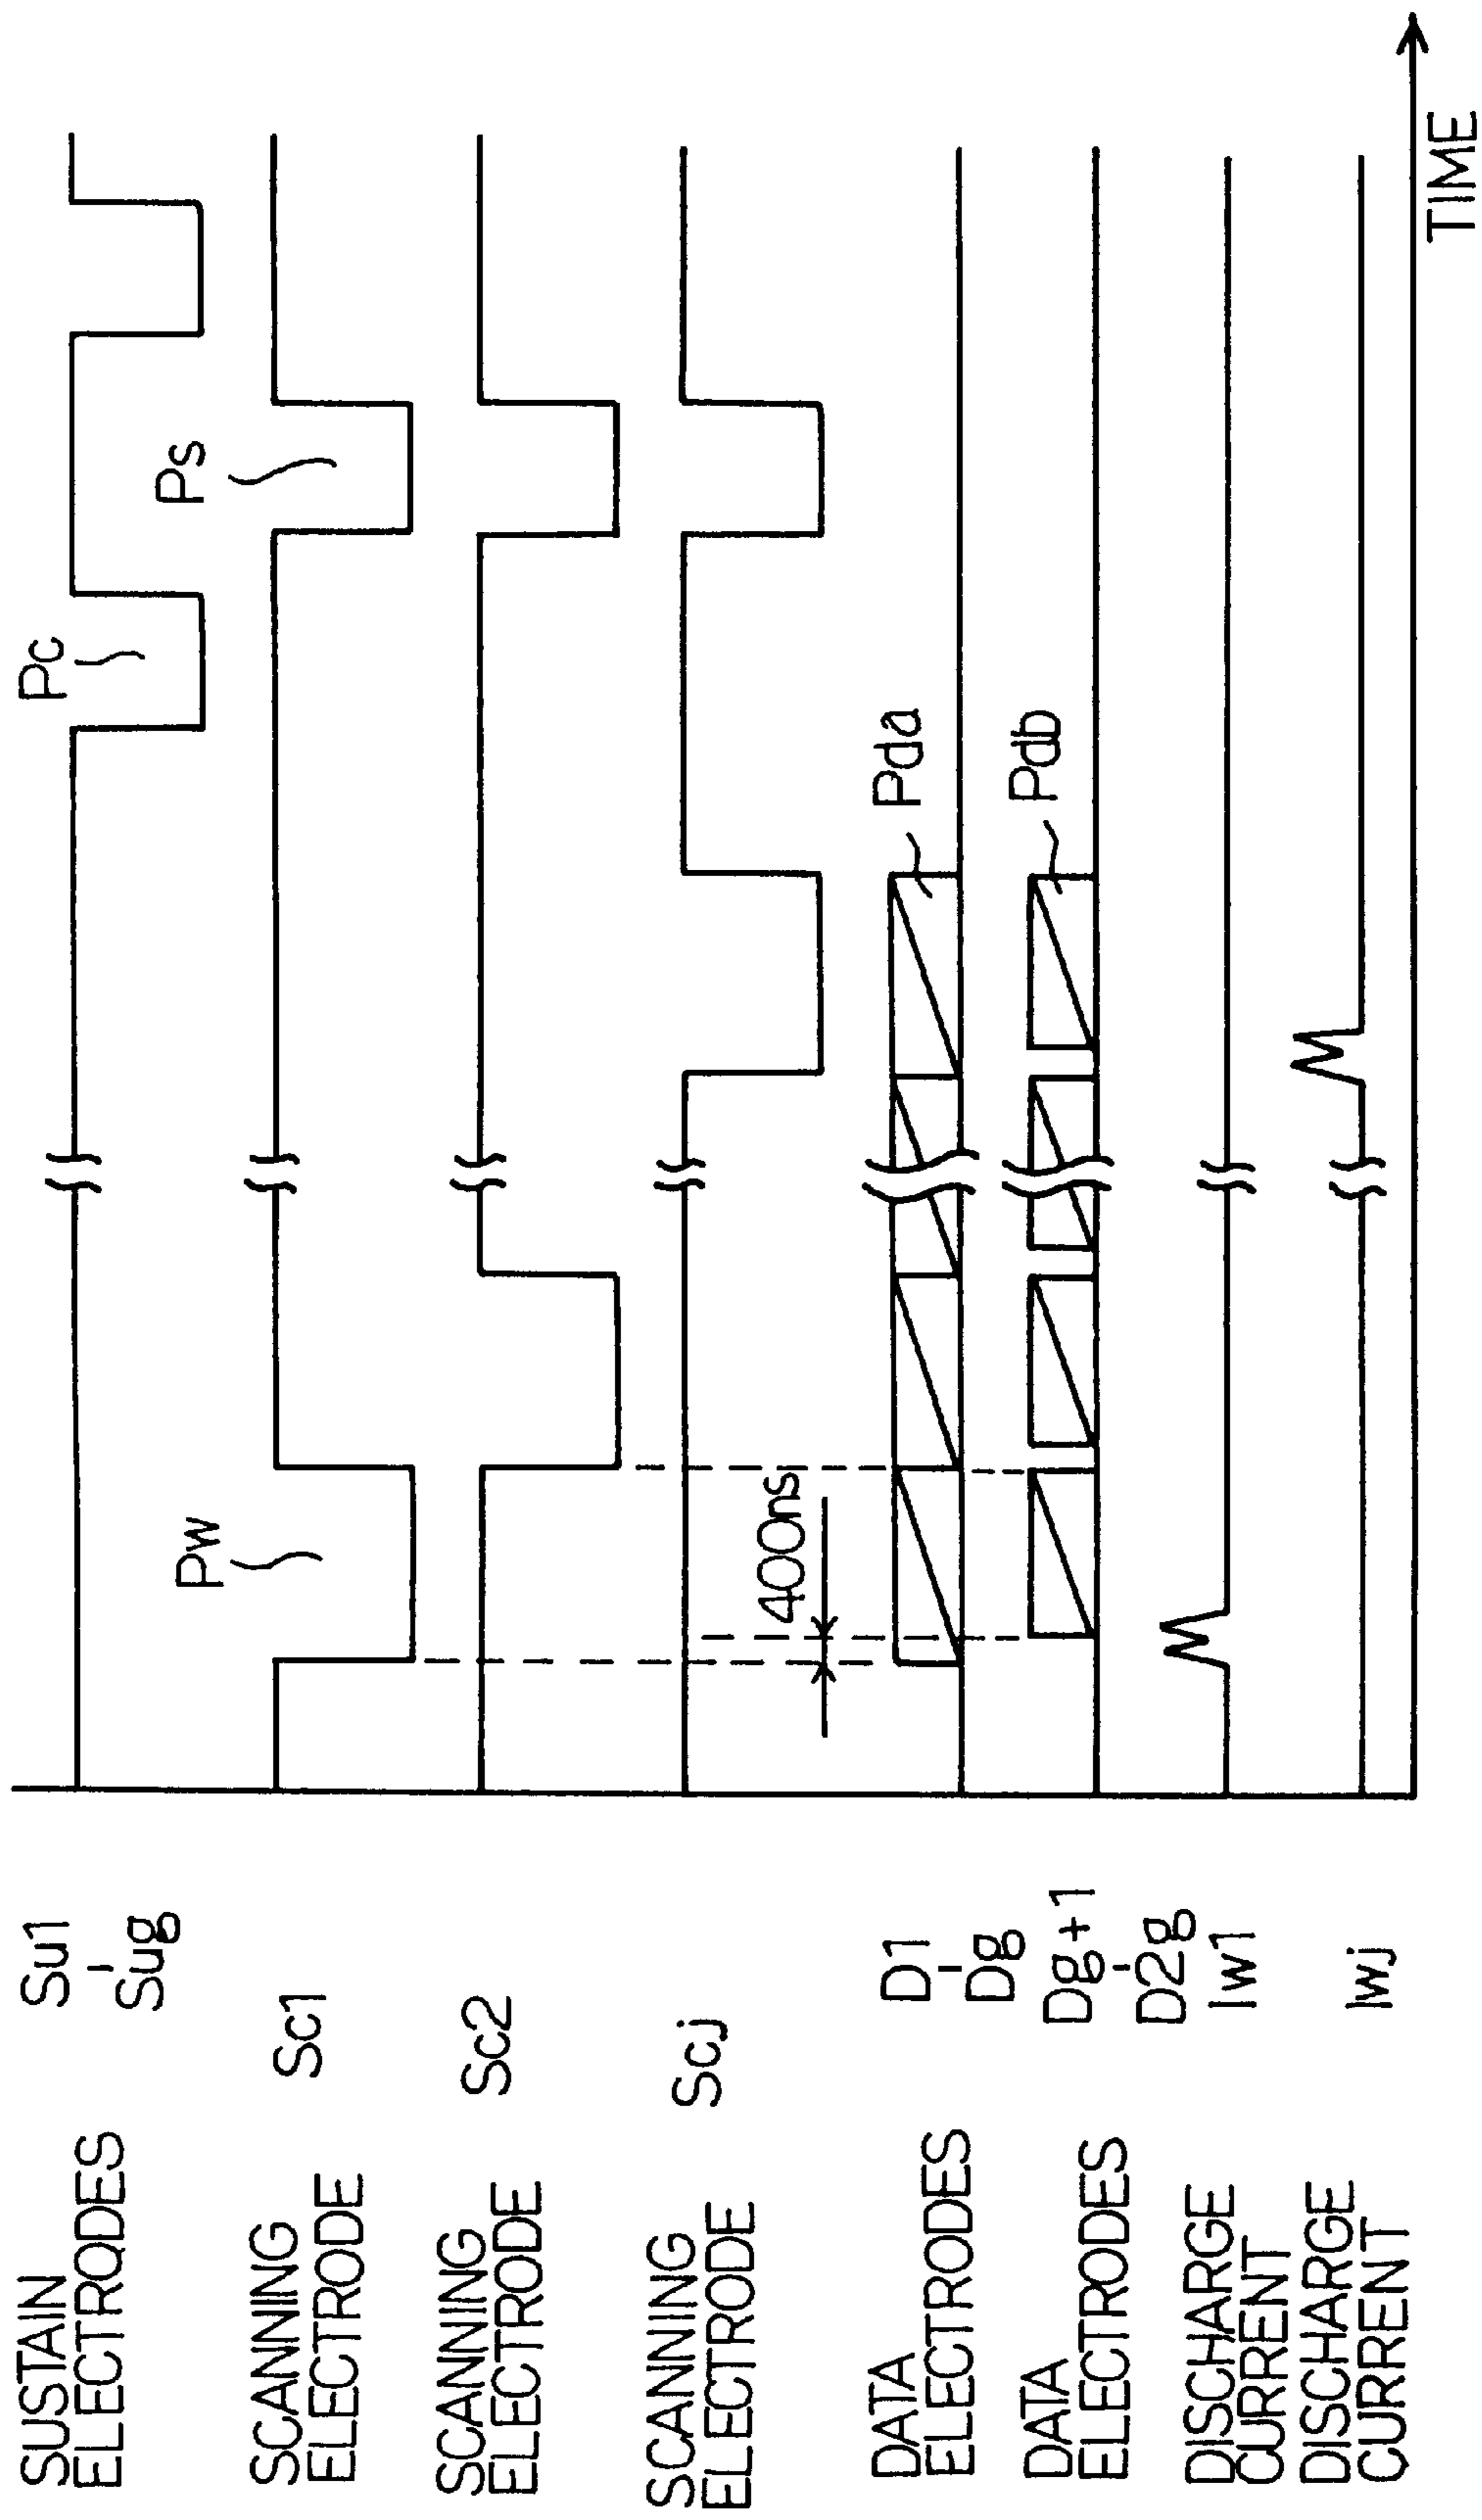 SUSTAIN
ELECTRODES
Su1
-
Sug
Pc
SCANNING
ELECTRODE
Sc1
Pw
Ps
SCANNING
ELECTRODE
Sc2
SCANNING
ELECTRODE
Scj
400ns
DATA
ELECTRODES
D1
-
Dg
Pda
DATA
ELECTRODES
Dg+1
-
D2g
Pdb
DISCHARGE
CURRENT
Iw1
DISCHARGE
CURRENT
Iwj
TIME